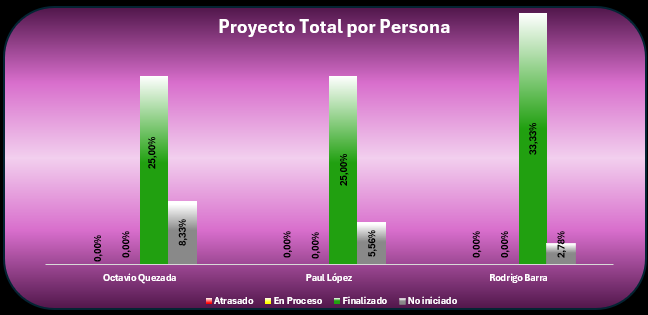 Proyecto Total por Persona
0,00%
0,00%
25,00%
8,33%
0,00%
0,00%
25,00%
5,56%
0,00%
0,00%
33,33%
2,78%
Octavio Quezada
Paul López
Rodrigo Barra
Atrasado
En Proceso
Finalizado
No iniciado